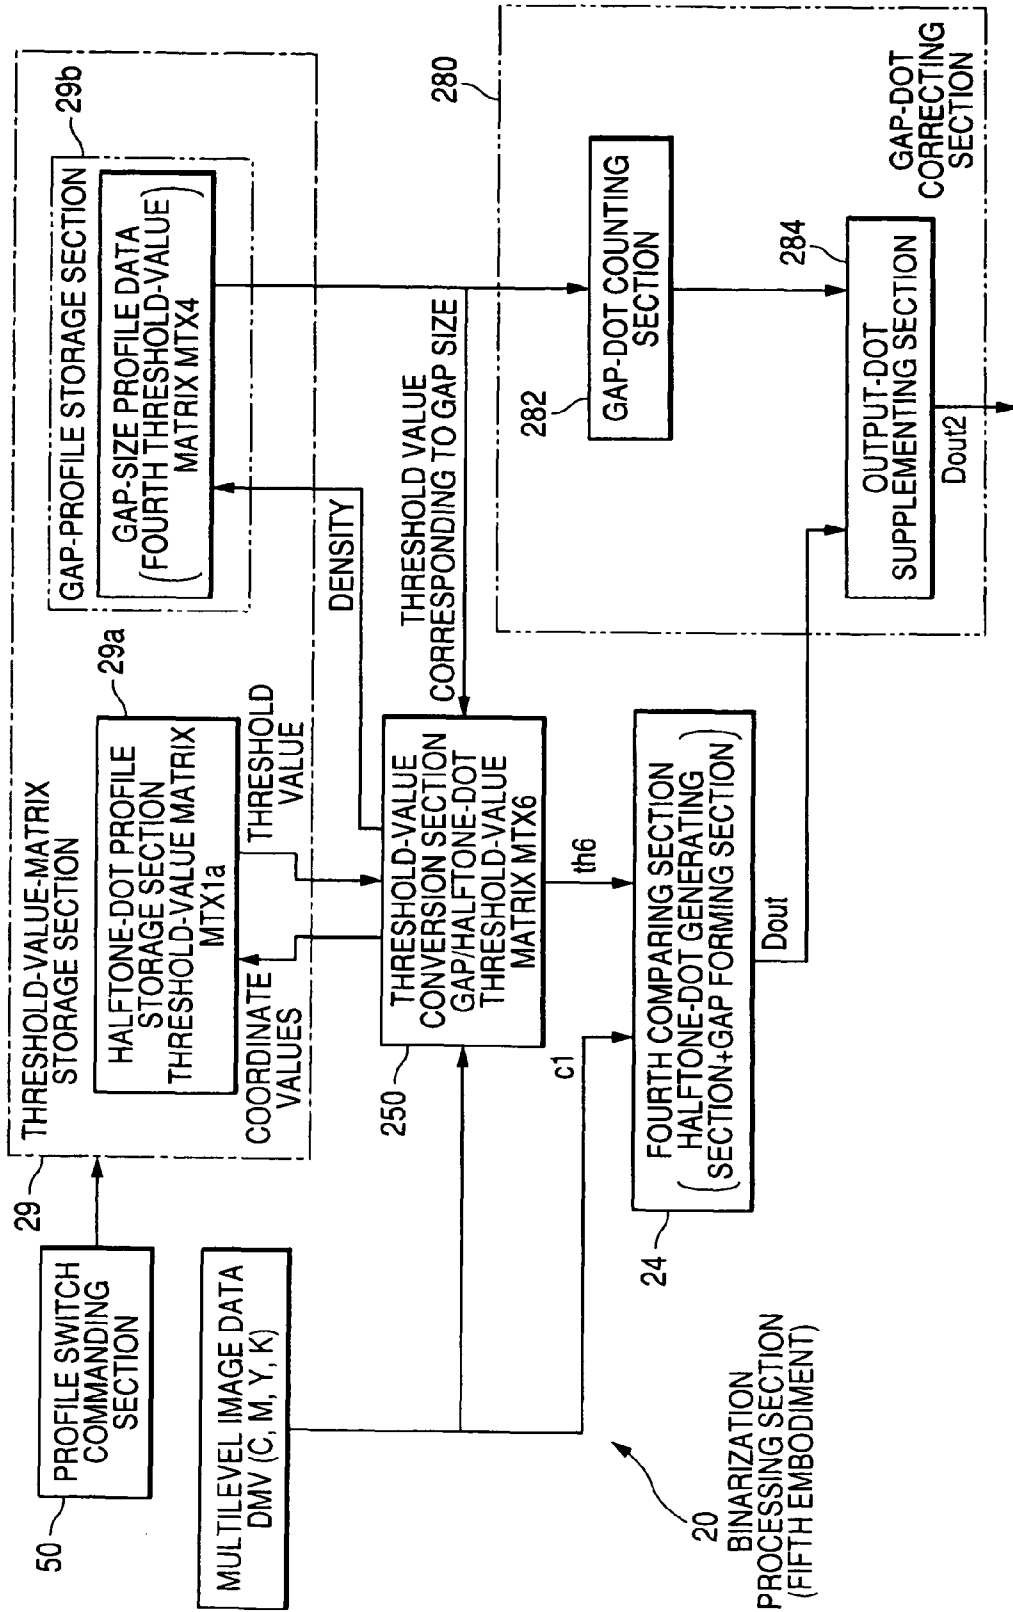 50
PROFILE SWITCH
COMMANDING
SECTION
MULTILEVEL IMAGE DATA
DMV (C, M, Y, K)
29
THRESHOLD-VALUE-MATRIX
STORAGE SECTION
29a
HALFTONE-DOT PROFILE
STORAGE SECTION
THRESHOLD-VALUE MATRIX
MTX1a
29b
GAP-PROFILE STORAGE SECTION
GAP-SIZE PROFILE DATA
(FOURTH THRESHOLD-VALUE
MATRIX MTX4)
COORDINATE
VALUES
THRESHOLD
VALUE
DENSITY
250
THRESHOLD-VALUE
CONVERSION SECTION
GAP/HALFTONE-DOT
THRESHOLD-VALUE
MATRIX MTX6
THRESHOLD VALUE
CORRESPONDING TO GAP SIZE
c1
th6
24
FOURTH COMPARING SECTION
(HALFTONE-DOT GENERATING
SECTION+GAP FORMING SECTION)
Dout
280
282
GAP-DOT COUNTING
SECTION
284
OUTPUT-DOT
SUPPLEMENTING SECTION
Dout2
GAP-DOT
CORRECTING
SECTION
20
BINARIZATION
PROCESSING SECTION
(FIFTH EMBODIMENT)